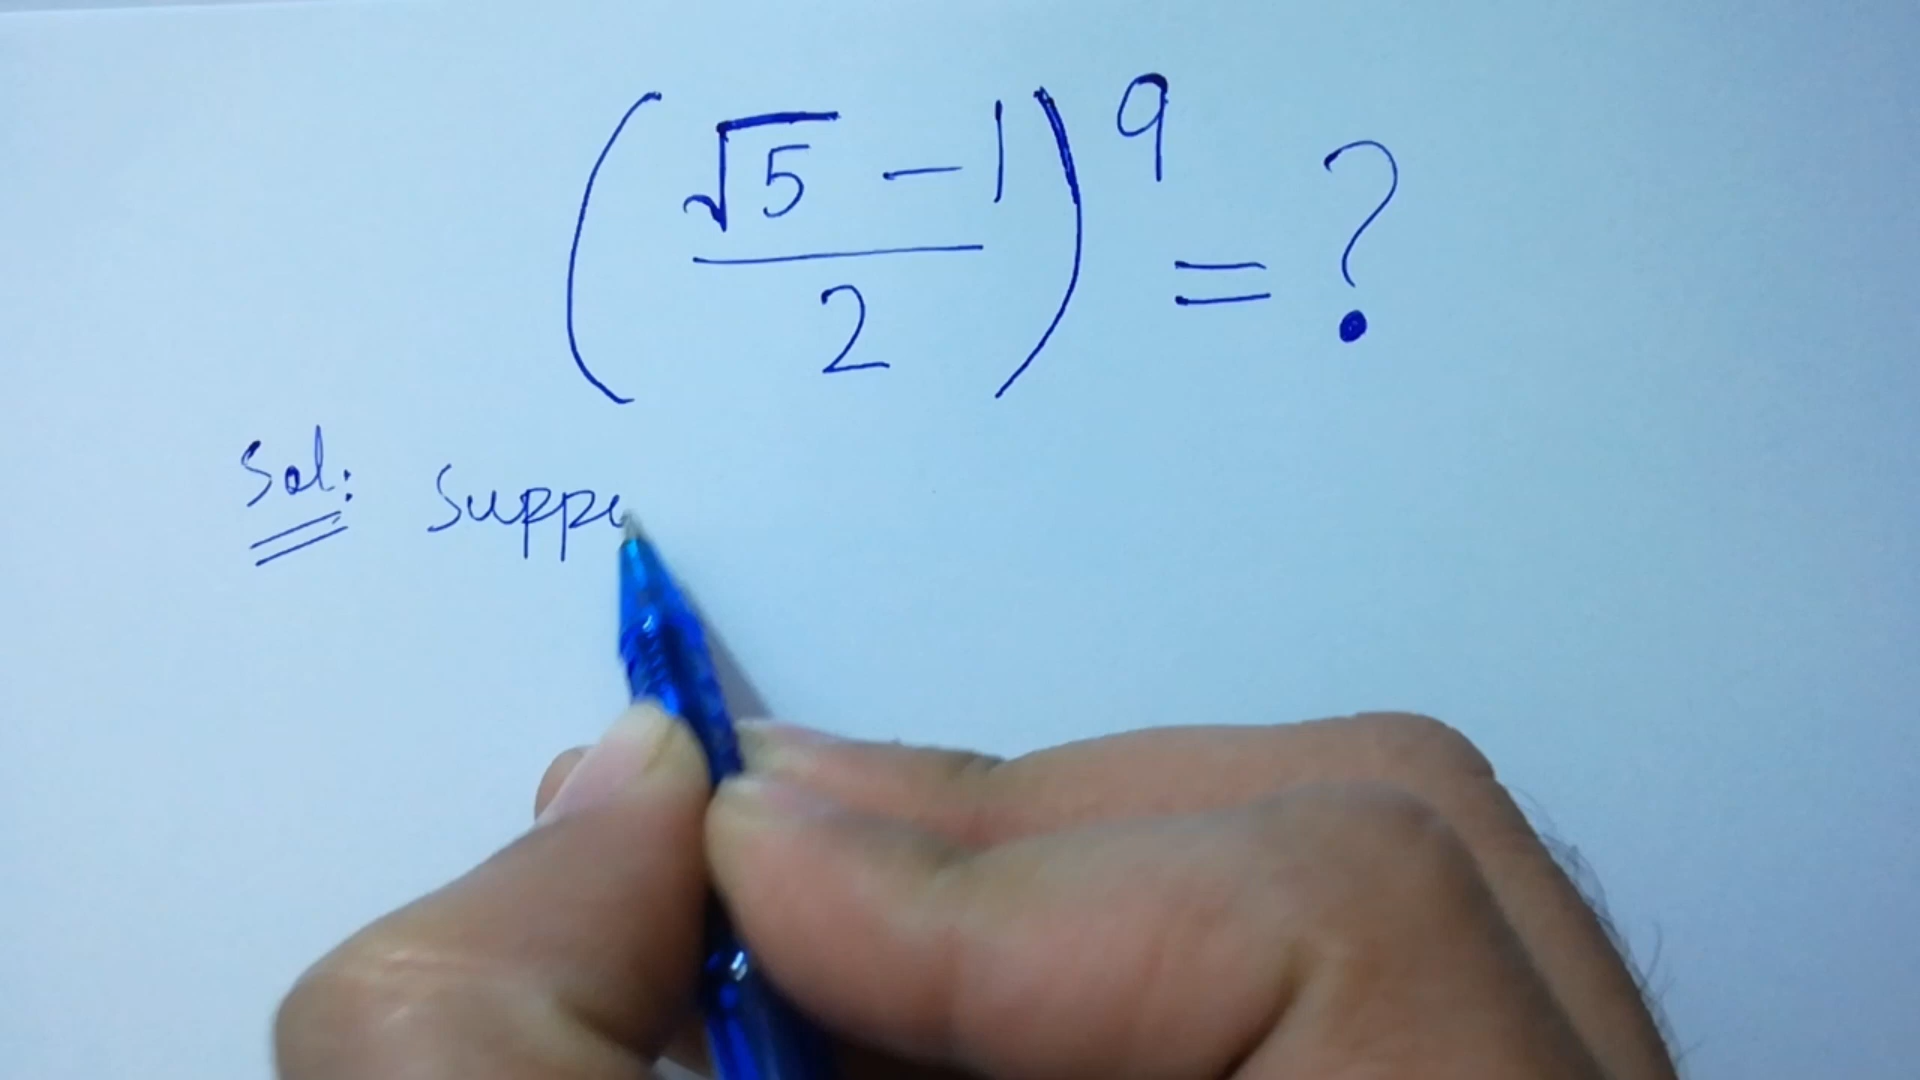 (√5 - 1 / 2)^9 = ?
Sol: Suppo